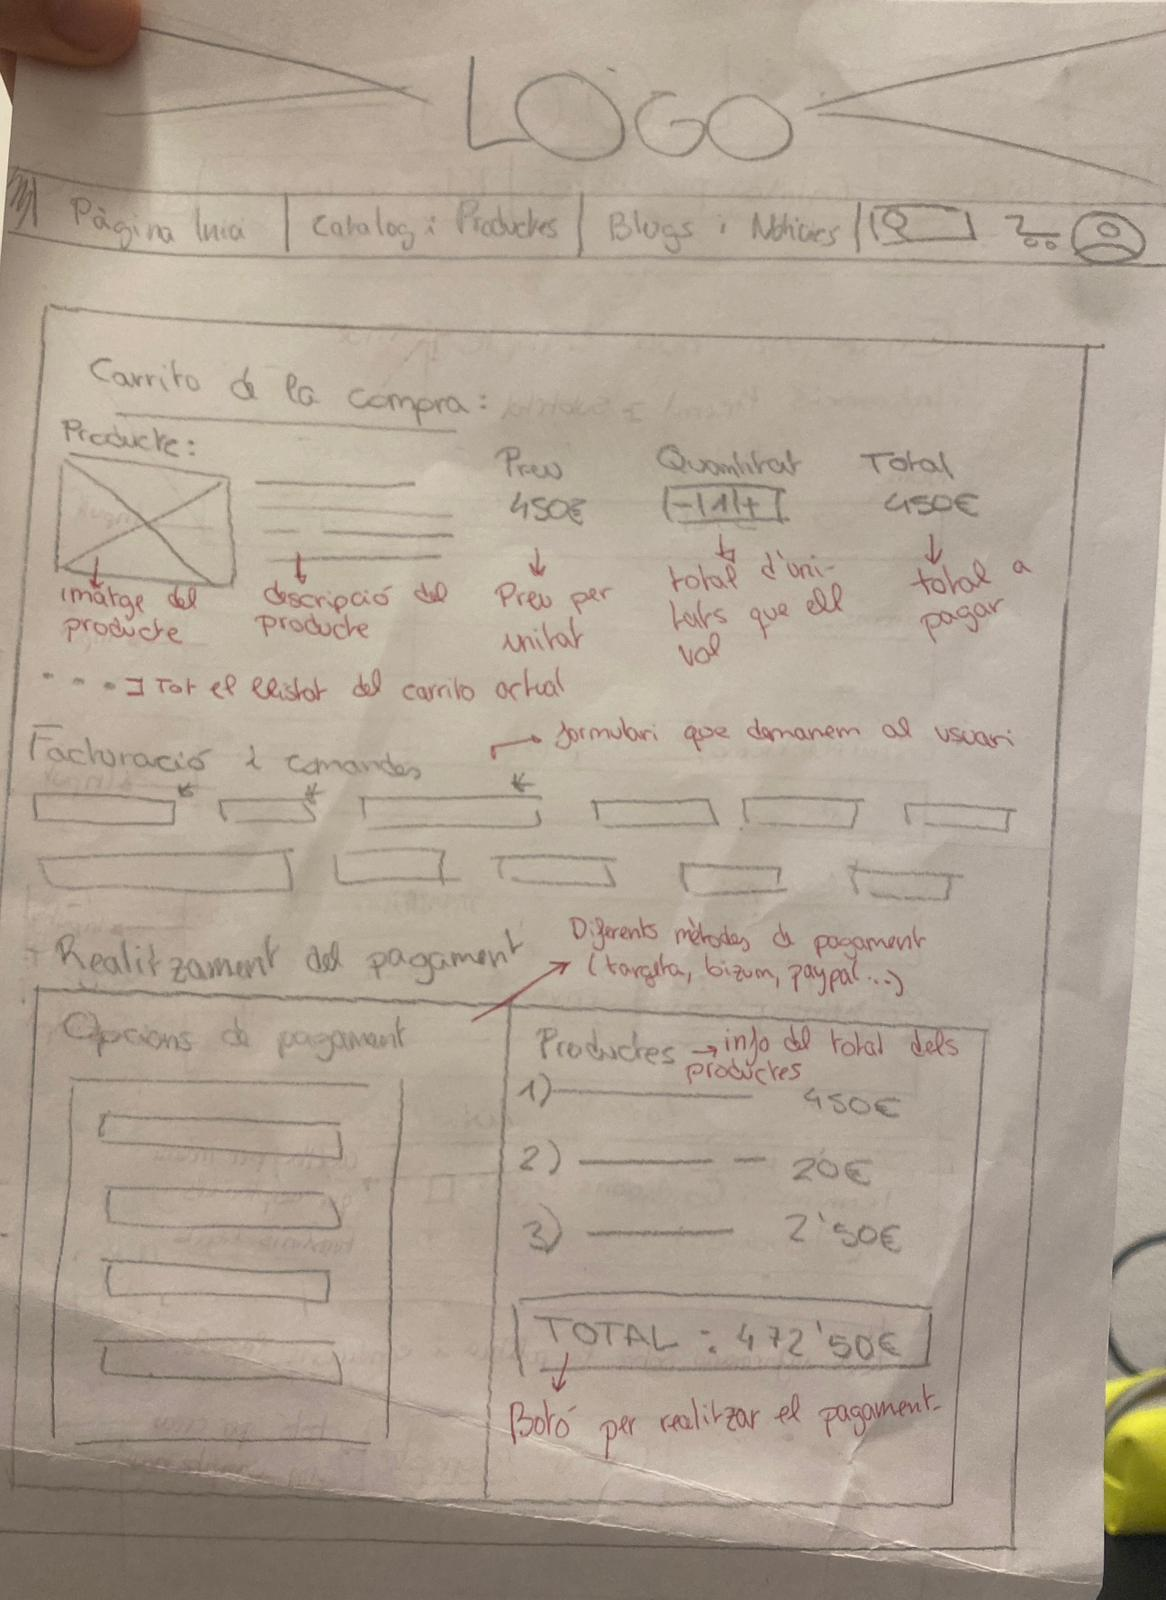 LOGO
Pàgina Inici | Catalog i Productes | Blogs i Notícies
Carrito de la compra:
Producte:
Preu Quantitat Total
450€ -|1|+ 450€
imatge del producte
descripció del producte
Preu per unitat
total d'uni-
tats que ell
vol
total a
pagar
Tot el llistat del carrito actual
Facturació i comandes
formulari que demanem al usuari
* * *
Realitzament del pagament
Diferents mètodes de pagament
(targeta, bizum, paypal...)
Opcions de pagament
Productes → info del total dels
productes
1) 450€
2) 20€
3) 2'50€
TOTAL : 472'50€
Botó per realitzar el pagament.